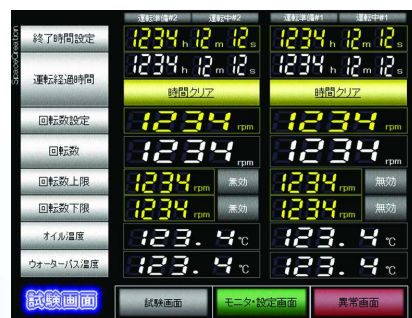 運転準備#2 運転中#2 運転準備#1 運転中#1
SpaceCreation
終了時間設定 1234 h 12 m 12 s 1234 h 12 m 12 s
運転経過時間 1234 h 12 m 12 s 1234 h 12 m 12 s
時間クリア 時間クリア
回転数設定 1234 rpm 1234 rpm
回転数 1234 rpm 1234 rpm
回転数上限 1234 rpm 無効 1234 rpm 無効
回転数下限 1234 rpm 無効 1234 rpm 無効
オイル温度 123.4 ℃ 123.4 ℃
ウォーターバス温度 123.4 ℃ 123.4 ℃
試験画面 試験画面 モニタ・設定画面 異常画面